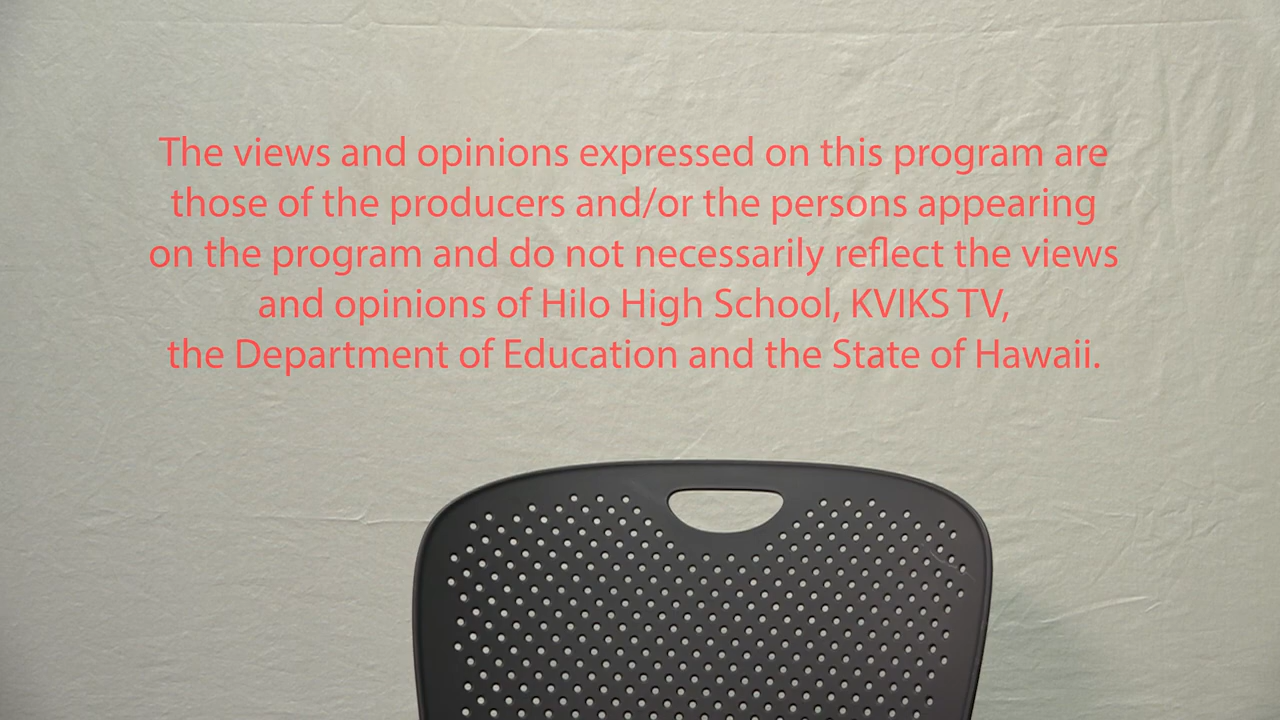 The views and opinions expressed on this program are
those of the producers and/or the persons appearing
on the program and do not necessarily reflect the views
and opinions of Hilo High School, KVIKS TV,
the Department of Education and the State of Hawaii.